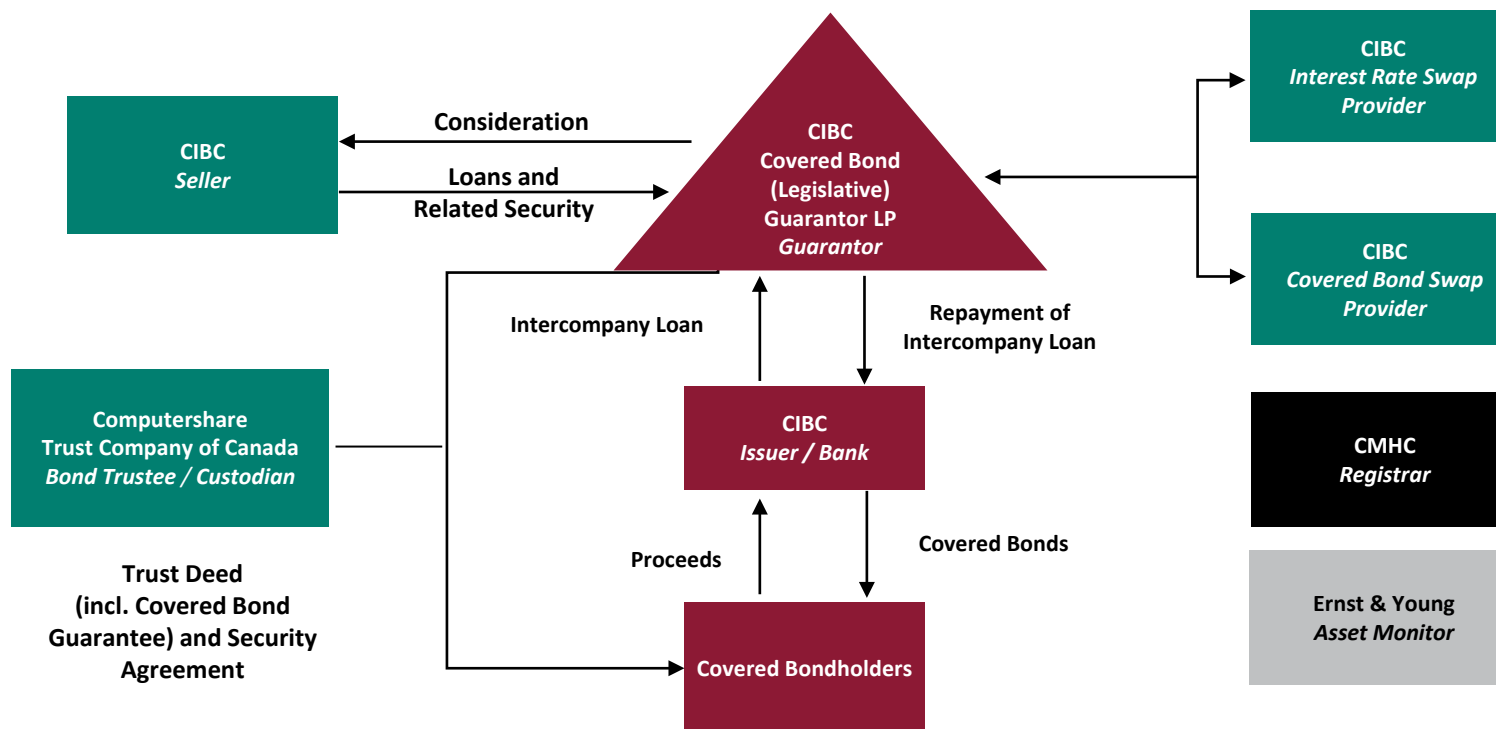 CIBC
Seller
Consideration
Loans and
Related Security
CIBC
Covered Bond
(Legislative)
Guarantor LP
Guarantor
CIBC
Interest Rate Swap
Provider
CIBC
Covered Bond Swap
Provider
Intercompany Loan
Repayment of
Intercompany Loan
Computershare
Trust Company of Canada
Bond Trustee / Custodian
CIBC
Issuer / Bank
CMHC
Registrar
Proceeds
Covered Bonds
Trust Deed
(incl. Covered Bond
Guarantee) and Security
Agreement
Covered Bondholders
Ernst & Young
Asset Monitor